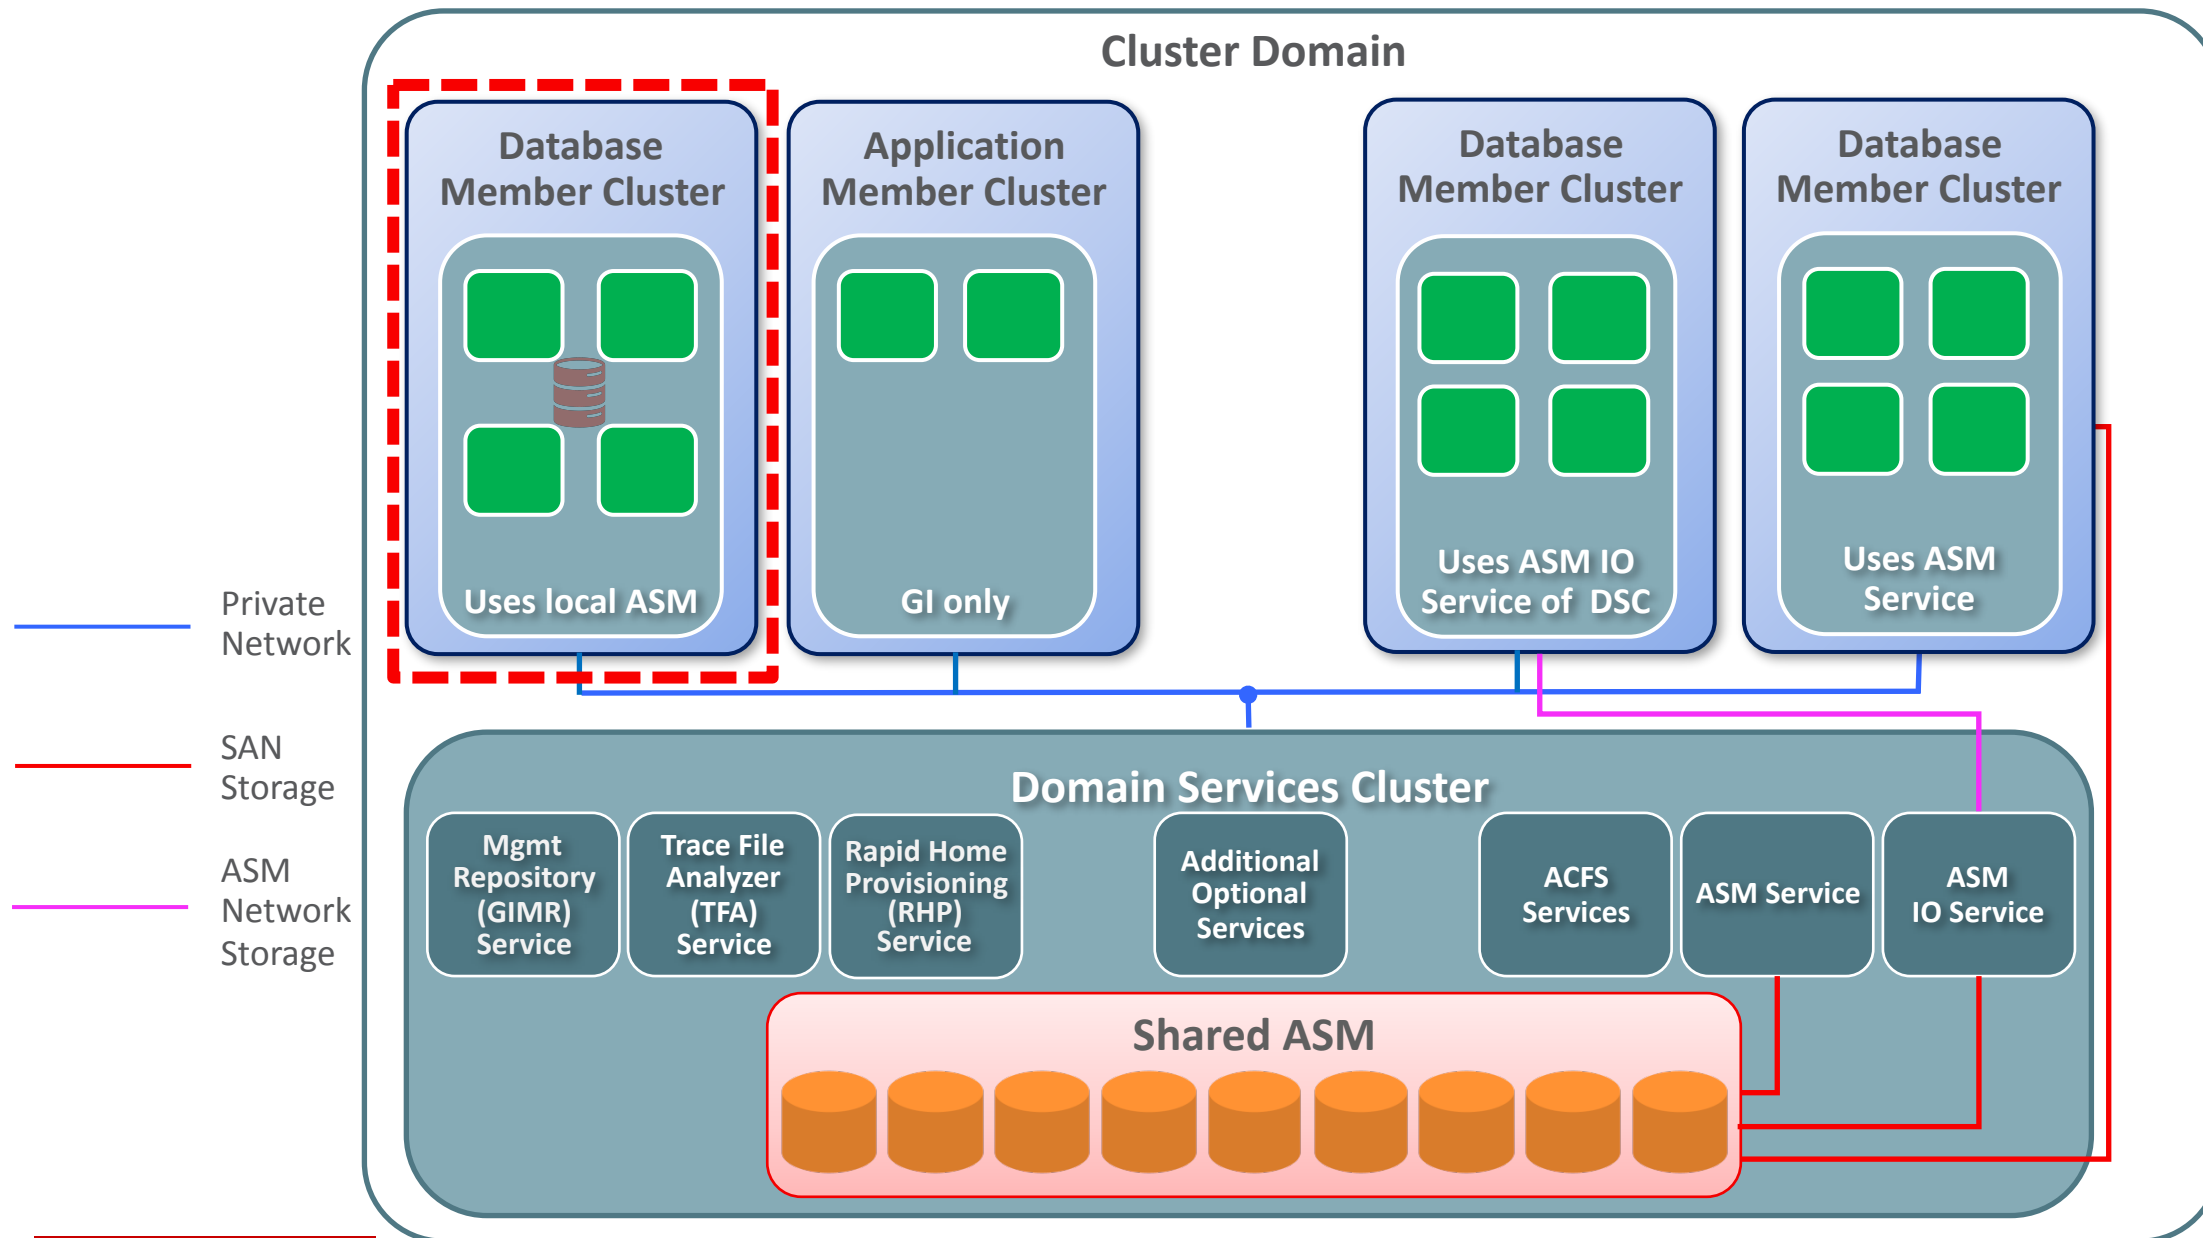 Cluster Domain
Database
Member Cluster
Uses local ASM
Application
Member Cluster
GI only
Database
Member Cluster
Uses ASM IO
Service of DSC
Database
Member Cluster
Uses ASM
Service
Private
Network
SAN
Storage
ASM
Network
Storage
Domain Services Cluster
Mgmt
Repository
(GIMR)
Service
Trace File
Analyzer
(TFA)
Service
Rapid Home
Provisioning
(RHP)
Service
Additional
Optional
Services
ACFS
Services
ASM Service
ASM
IO Service
Shared ASM